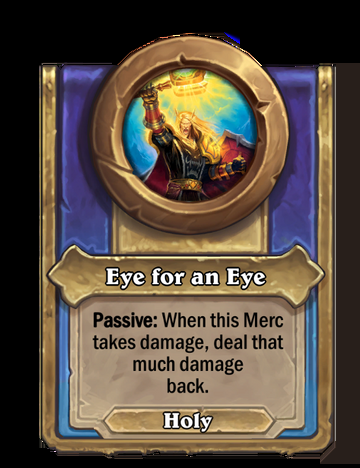 Eye for an Eye
Passive: When this Merc
takes damage, deal that
much damage
back.
Holy